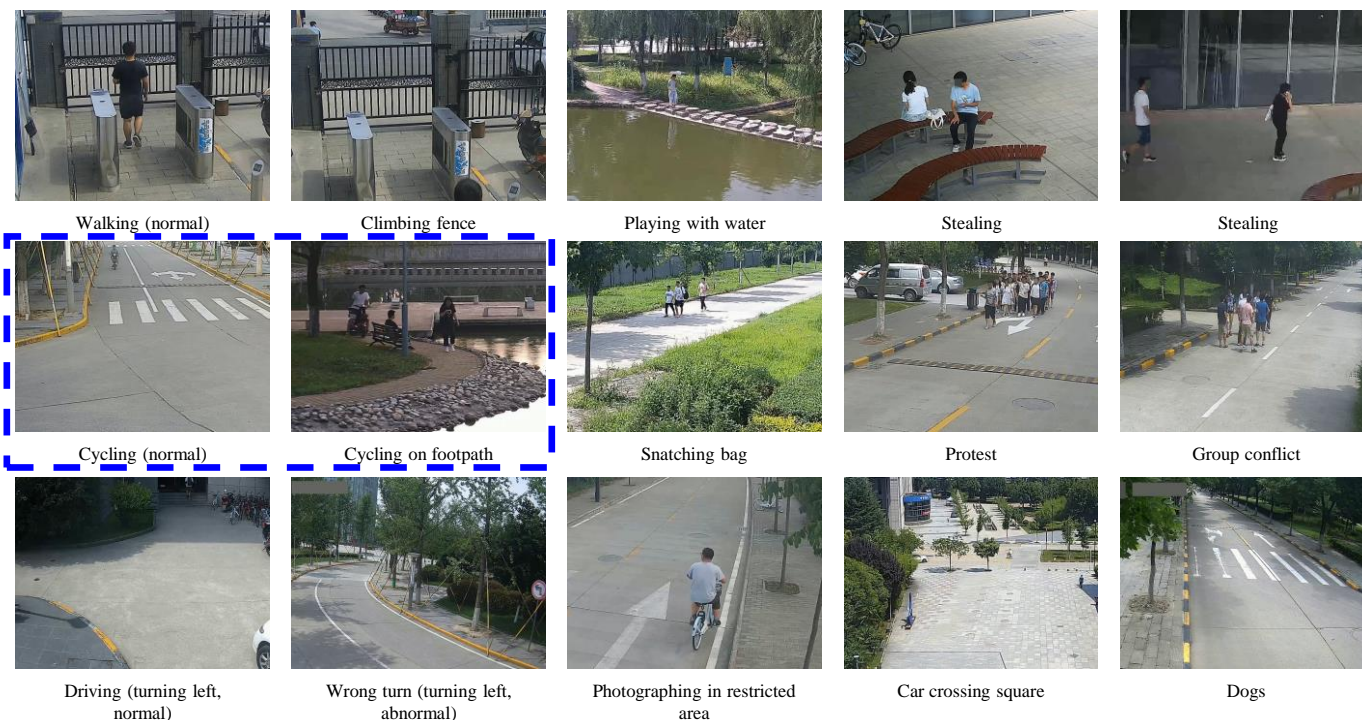 Walking (normal)
Climbing fence
Playing with water
Stealing
Stealing
Cycling (normal)
Cycling on footpath
Snatching bag
Protest
Group conflict
Driving (turning left,
normal)
Wrong turn (turning left,
abnormal)
Photographing in restricted
area
Car crossing square
Dogs